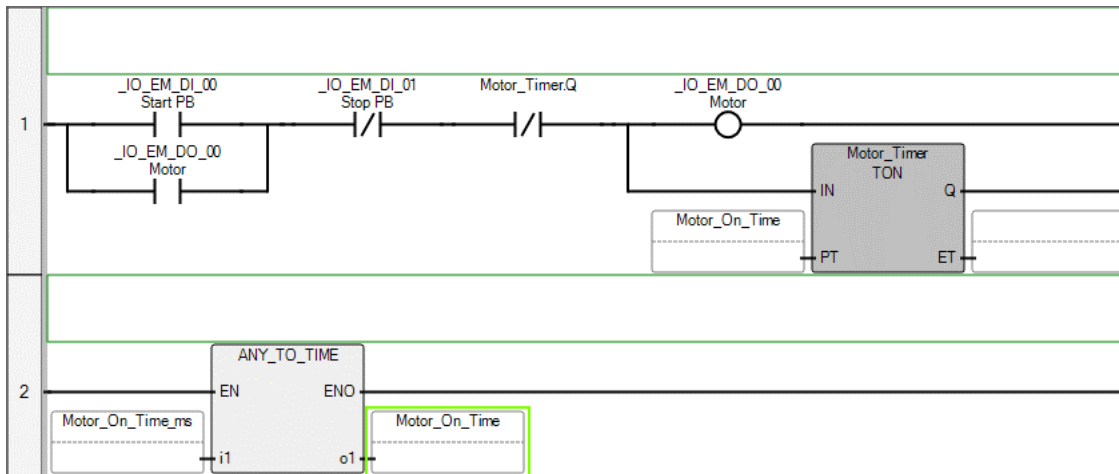 _IO_EM_DI_00
Start PB
_IO_EM_DI_01
Stop PB
Motor_Timer.Q
_IO_EM_DO_00
Motor
1
_IO_EM_DO_00
Motor
Motor_Timer
TON
IN
Q
Motor_On_Time
PT
ET
2
ANY_TO_TIME
EN
ENO
Motor_On_Time_ms
Motor_On_Time
i1
o1